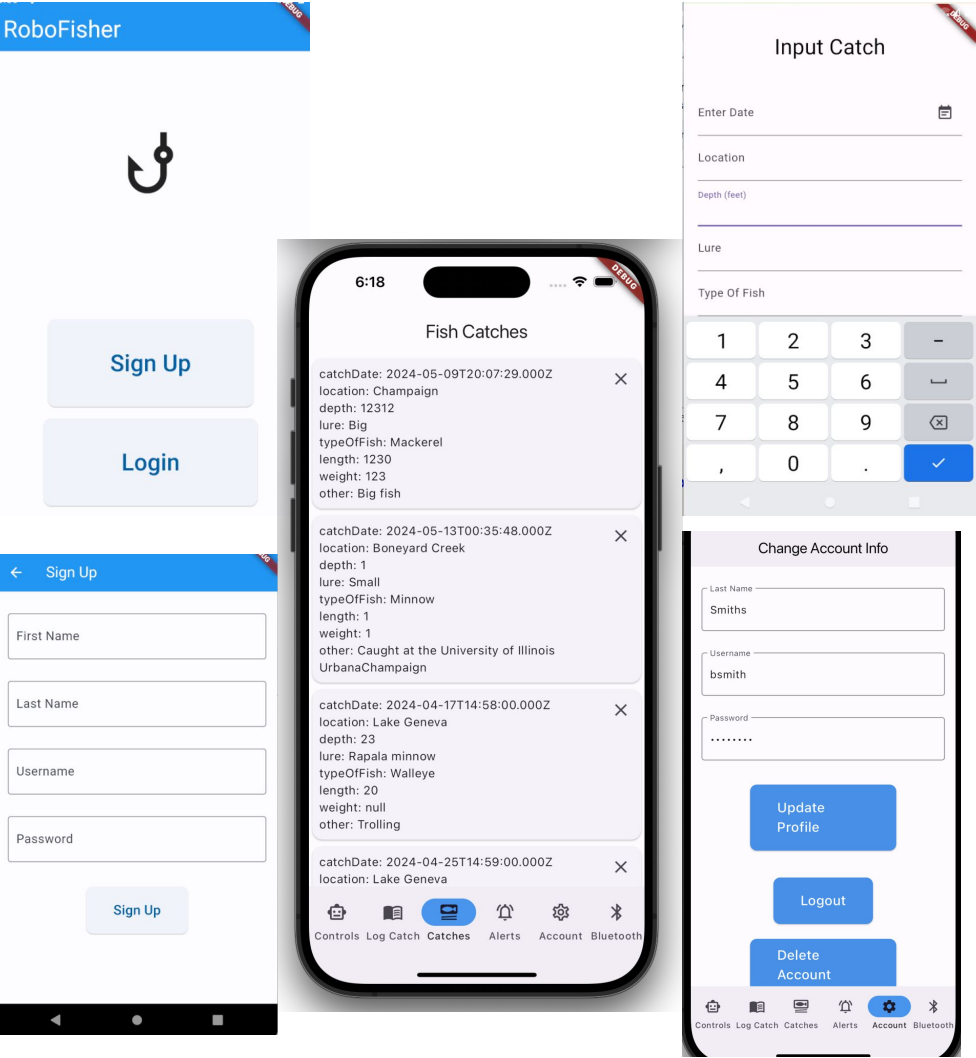 RoboFisher
DEBUG
Sign Up
Login
DEBUG
Input Catch
Enter Date
Location
Depth (feet)
Lure
Type Of Fish
1 2 3 -
4 5 6
7 8 9
, 0 .
6:18
DEBUG
Fish Catches
catchDate: 2024-05-09T20:07:29.000Z
location: Champaign
depth: 12312
lure: Big
typeOfFish: Mackerel
length: 1230
weight: 123
other: Big fish
catchDate: 2024-05-13T00:35:48.000Z
location: Boneyard Creek
depth: 1
lure: Small
typeOfFish: Minnow
length: 1
weight: 1
other: Caught at the University of Illinois
UrbanaChampaign
catchDate: 2024-04-17T14:58:00.000Z
location: Lake Geneva
depth: 23
lure: Rapala minnow
typeOfFish: Walleye
length: 20
weight: null
other: Trolling
catchDate: 2024-04-25T14:59:00.000Z
location: Lake Geneva
Controls Log Catch Catches Alerts Account Bluetooth
Sign Up
First Name
Last Name
Username
Password
Sign Up
Change Account Info
Last Name
Smiths
Username
bsmith
Password
Update
Profile
Logout
Delete
Account
Controls Log Catch Catches Alerts Account Bluetooth